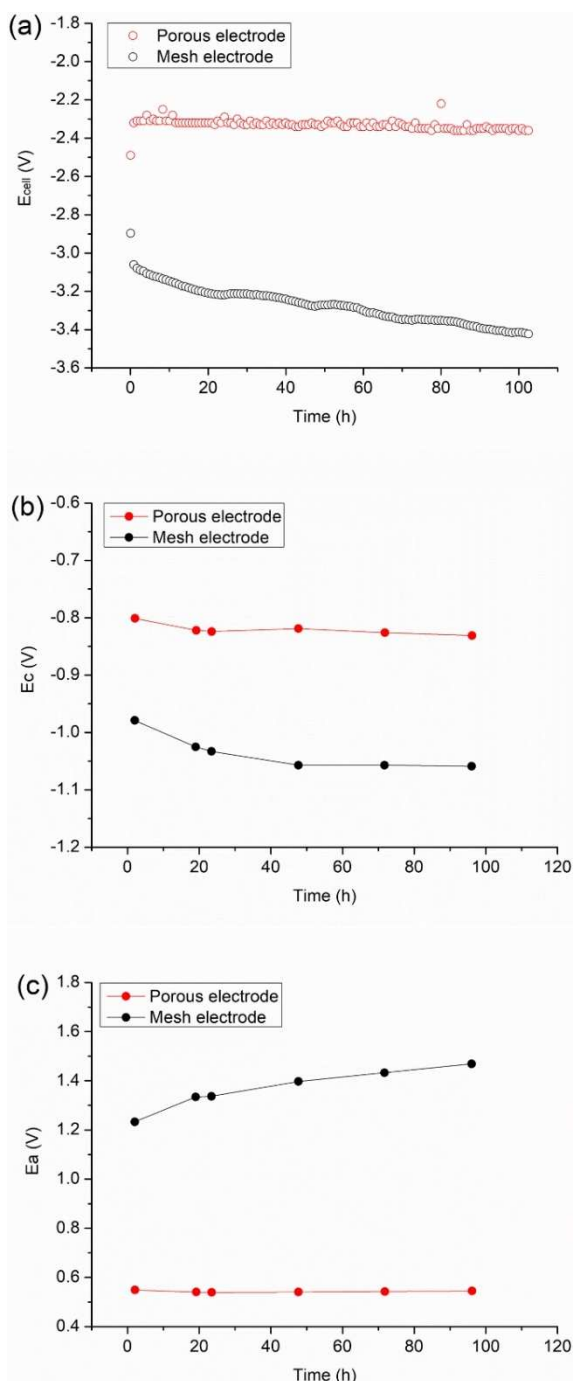 (a)
Porous electrode
Mesh electrode
-1.8
-2.0
-2.2
-2.4
-2.6
-2.8
-3.0
-3.2
-3.4
-3.6
Ecell (V)
0 20 40 60 80 100
Time (h)
(b)
Porous electrode
Mesh electrode
-0.6
-0.7
-0.8
-0.9
-1.0
-1.1
-1.2
Ec (V)
0 20 40 60 80 100 120
Time (h)
(c)
Porous electrode
Mesh electrode
1.8
1.6
1.4
1.2
1.0
0.8
0.6
0.4
Ea (V)
0 20 40 60 80 100 120
Time (h)